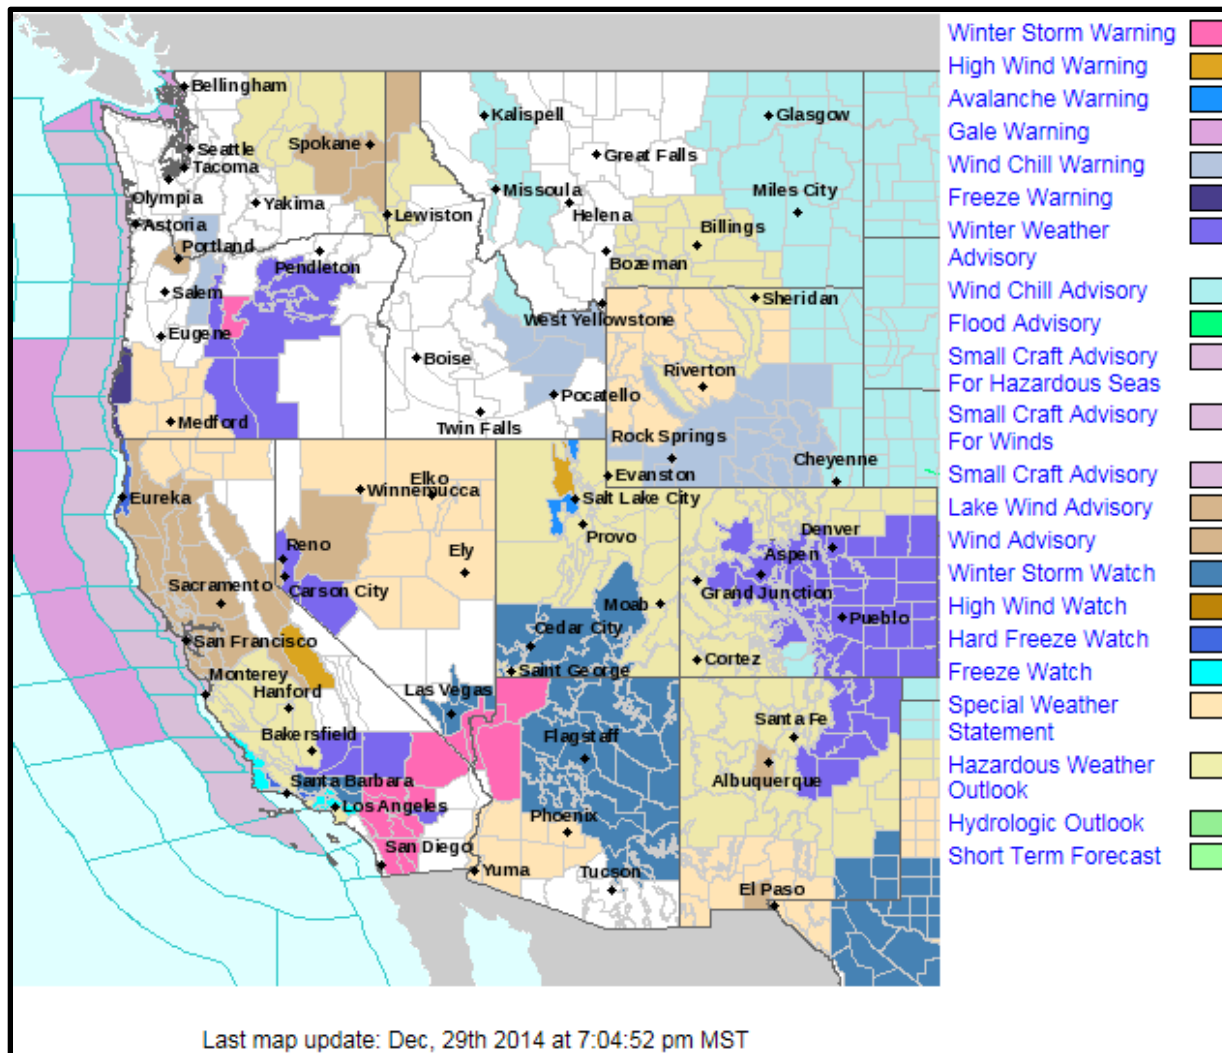 Bellingham
Seattle
Tacoma
Olympia
Astoria
Portland
Salem
Eugene
Medford
Yakima
Pendleton
Spokane
Lewiston
Kalispell
Missoula
Great Falls
Helena
Bozeman
Glasgow
Miles City
Billings
West Yellowstone
Boise
Pocatello
Twin Falls
Sheridan
Riverton
Rock Springs
Evanston
Cheyenne
Eureka
Elko
Winnemucca
Ely
Reno
Carson City
Sacramento
San Francisco
Monterey
Hanford
Bakersfield
Santa Barbara
Los Angeles
San Diego
Las Vegas
Salt Lake City
Provo
Moab
Cedar City
Saint George
Denver
Aspen
Grand Junction
Pueblo
Cortez
Flagstaff
Phoenix
Yuma
Tucson
Santa Fe
Albuquerque
El Paso
Winter Storm Warning
High Wind Warning
Avalanche Warning
Gale Warning
Wind Chill Warning
Freeze Warning
Winter Weather
Advisory
Wind Chill Advisory
Flood Advisory
Small Craft Advisory
For Hazardous Seas
Small Craft Advisory
For Winds
Small Craft Advisory
Lake Wind Advisory
Wind Advisory
Winter Storm Watch
High Wind Watch
Hard Freeze Watch
Freeze Watch
Special Weather
Statement
Hazardous Weather
Outlook
Hydrologic Outlook
Short Term Forecast
Last map update: Dec, 29th 2014 at 7:04:52 pm MST